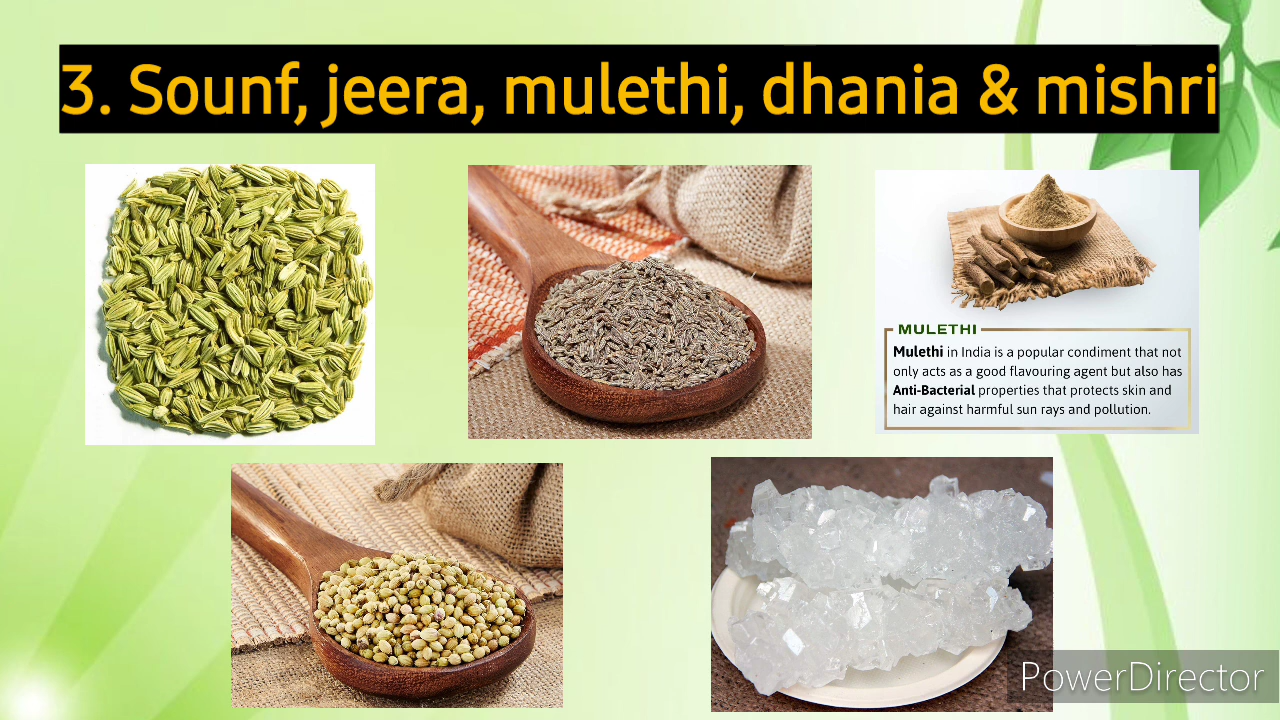 3. Sounf, jeera, mulethi, dhania & mishri
MULETHI
Mulethi in India is a popular condiment that not
only acts as a good flavouring agent but also has
Anti-Bacterial properties that protects skin and
hair against harmful sun rays and pollution.
PowerDirector